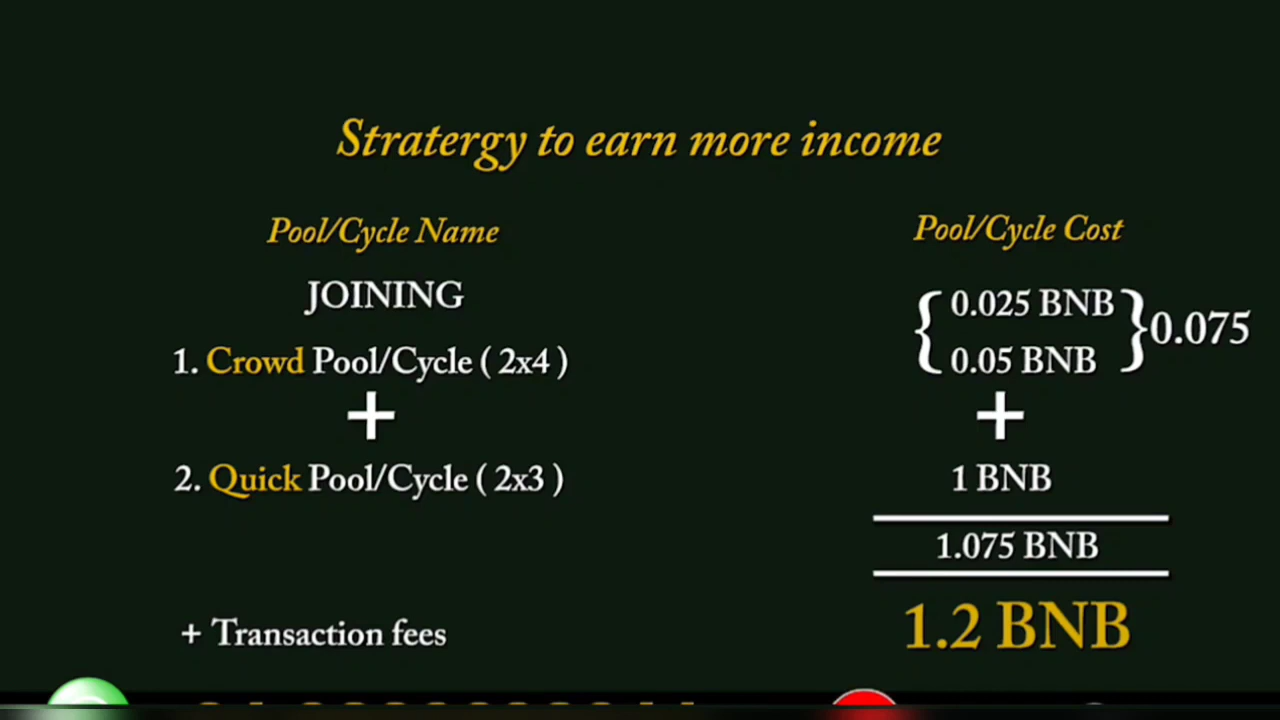 Stratergy to earn more income
Pool/Cycle Name
Pool/Cycle Cost
JOINING
0.025 BNB
0.075
1. Crowd Pool/Cycle ( 2x4 )
0.05 BNB
+
+
2. Quick Pool/Cycle ( 2x3 )
1 BNB
1.075 BNB
+ Transaction fees
1.2 BNB